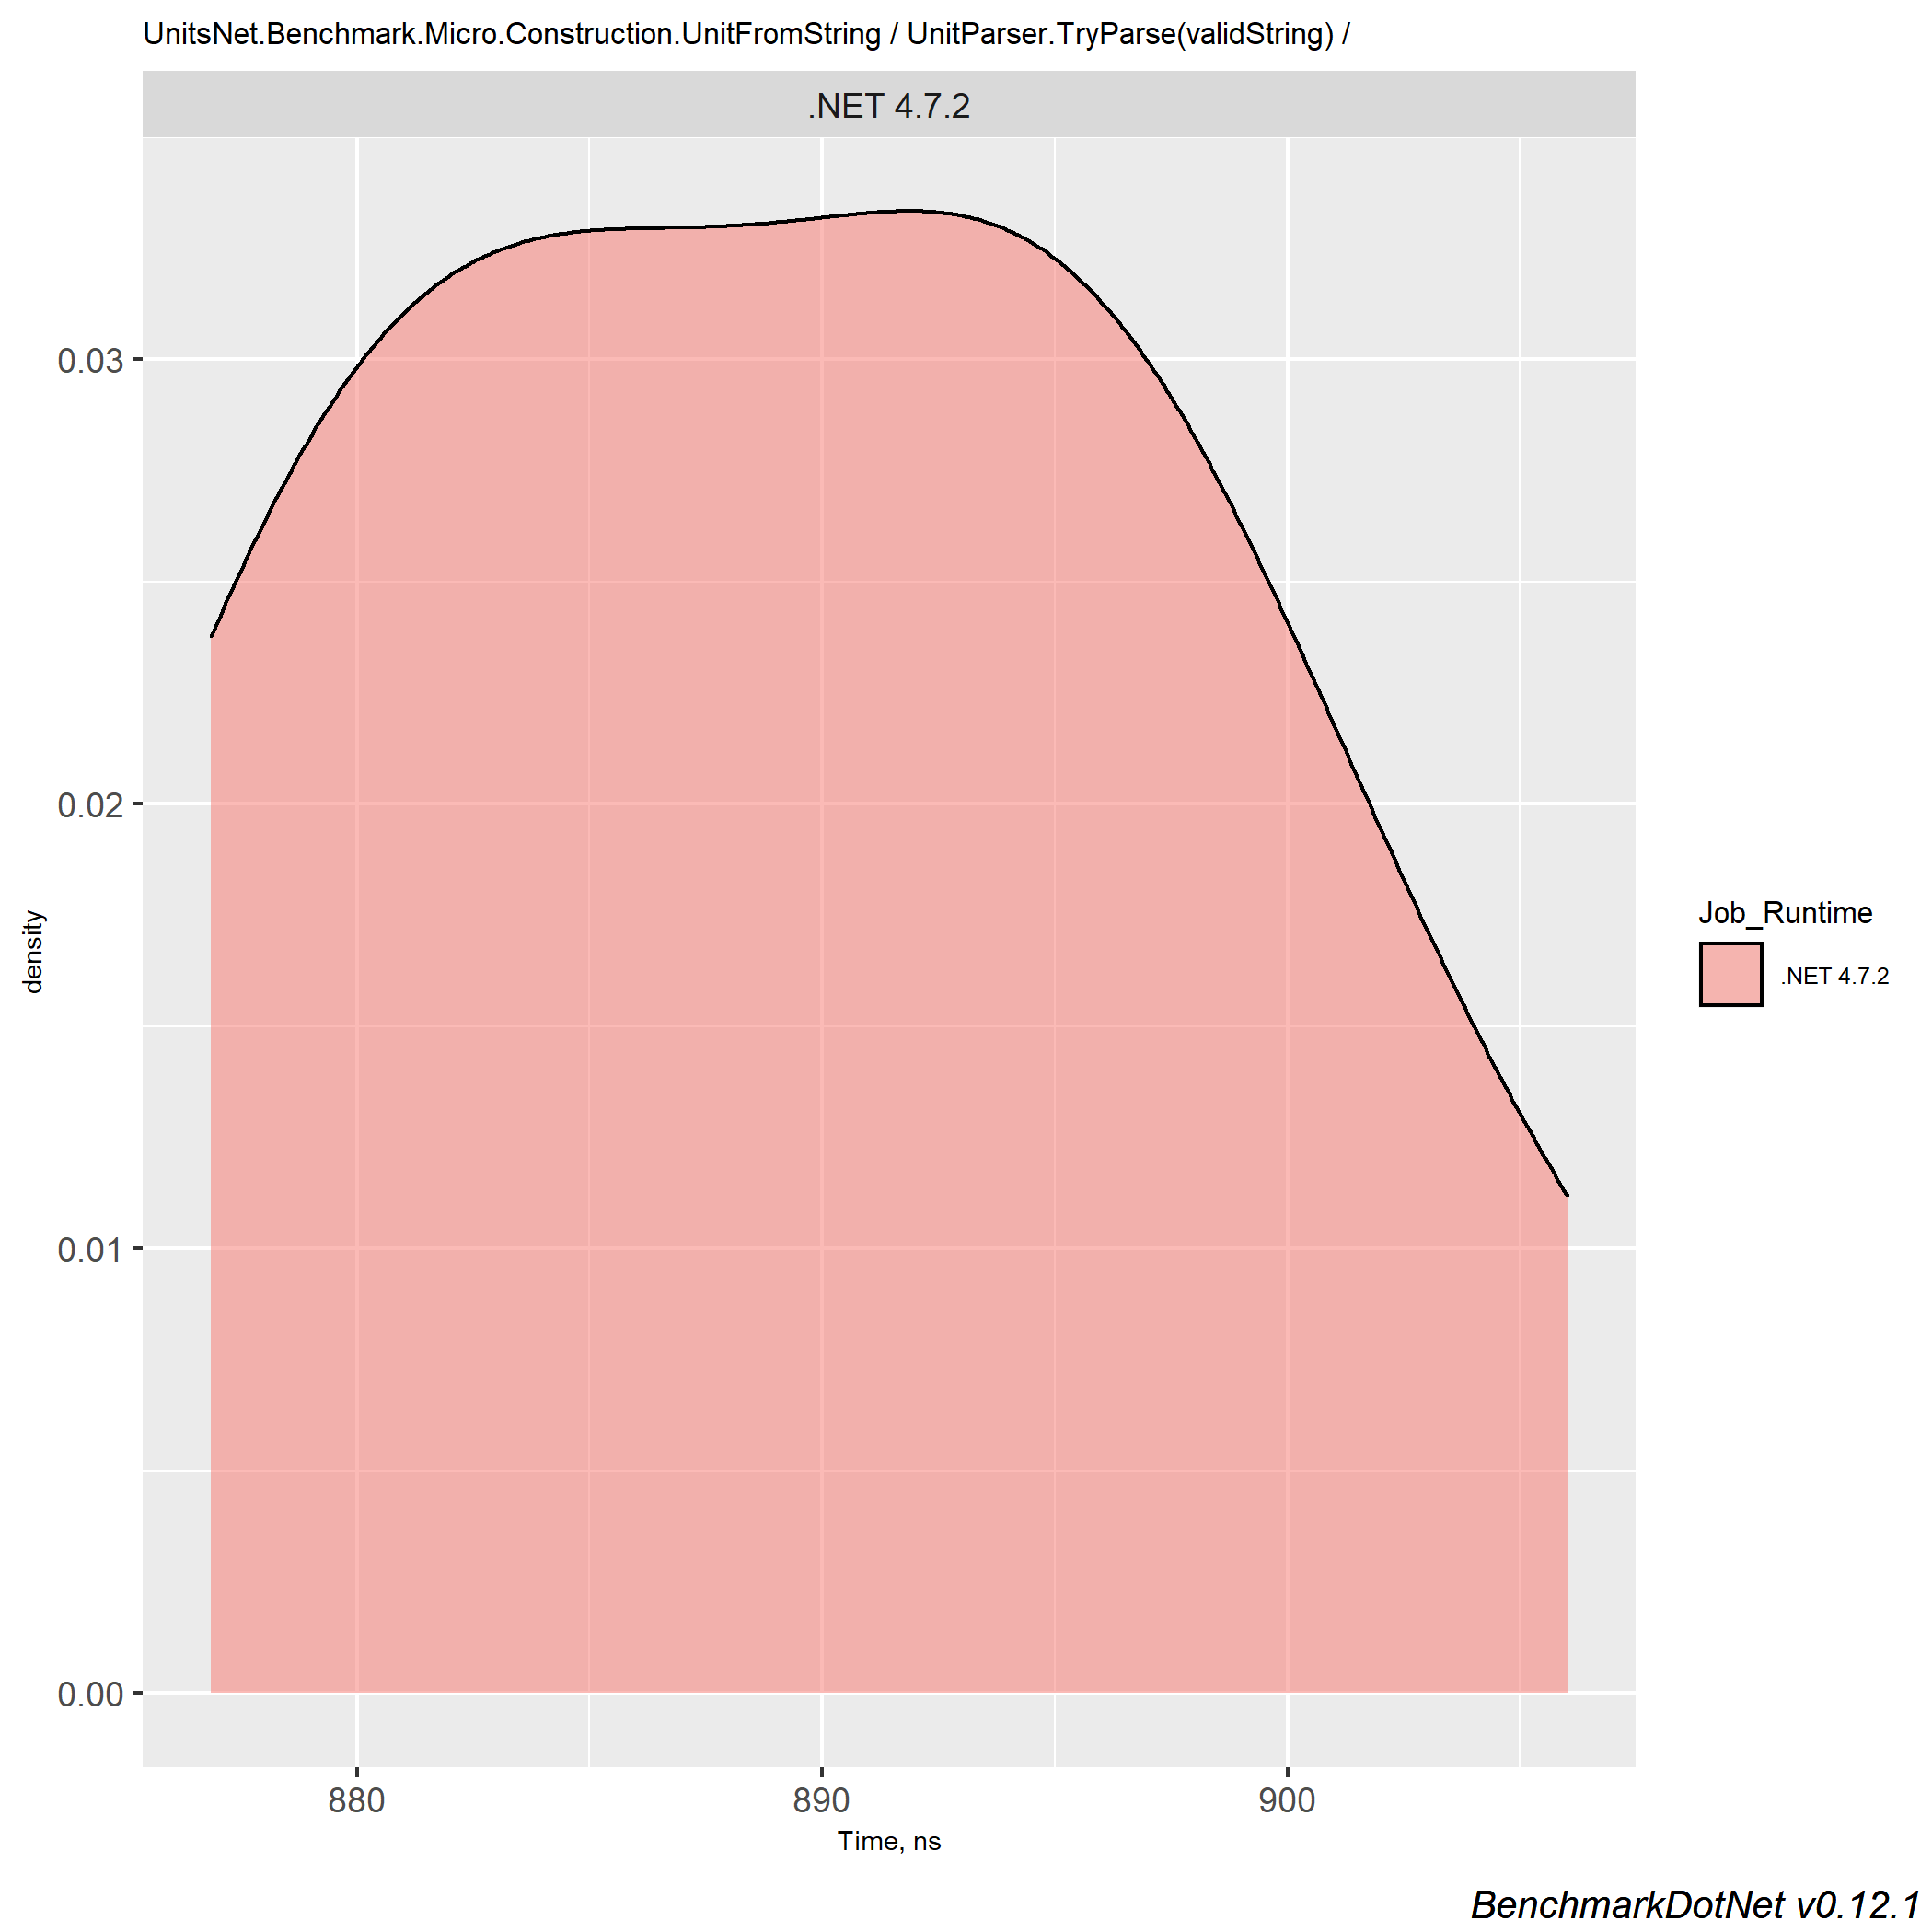 UnitsNet.Benchmark.Micro.Construction.UnitFromString / UnitParser.TryParse(validString) /
.NET 4.7.2
0.03
0.02
0.01
0.00
density
880
890
900
Time, ns
Job_Runtime
.NET 4.7.2
BenchmarkDotNet v0.12.1